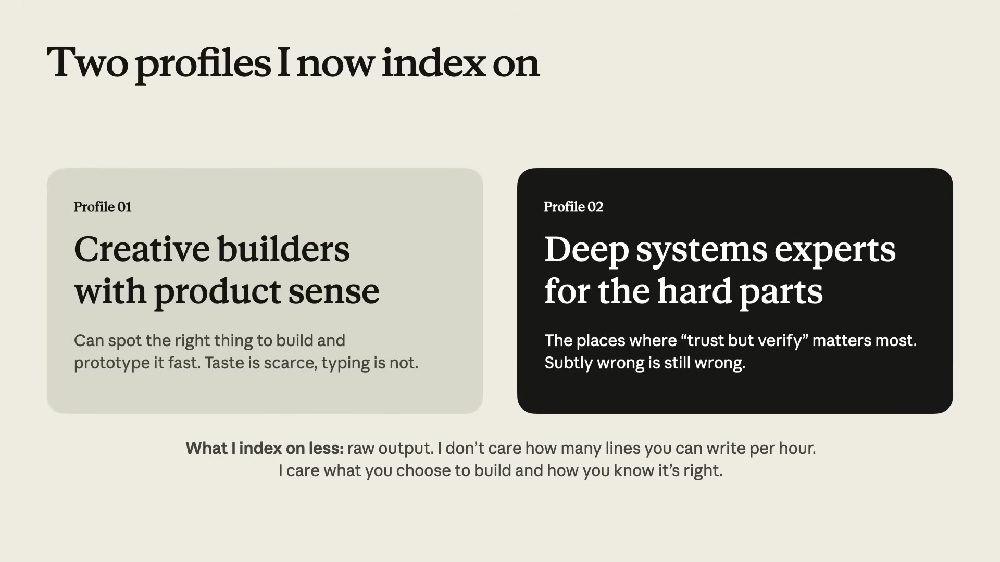 Two profiles I now index on
Profile 01
Creative builders
with product sense
Can spot the right thing to build and
prototype it fast. Taste is scarce, typing is not.
Profile 02
Deep systems experts
for the hard parts
The places where “trust but verify” matters most.
Subtly wrong is still wrong.
What I index on less: raw output. I don’t care how many lines you can write per hour.
I care what you choose to build and how you know it’s right.